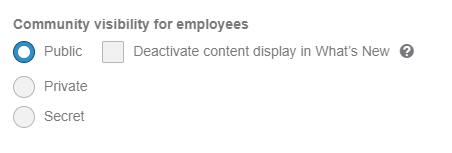 Community visibility for employees
Public Deactivate content display in What's New ?
Private
Secret